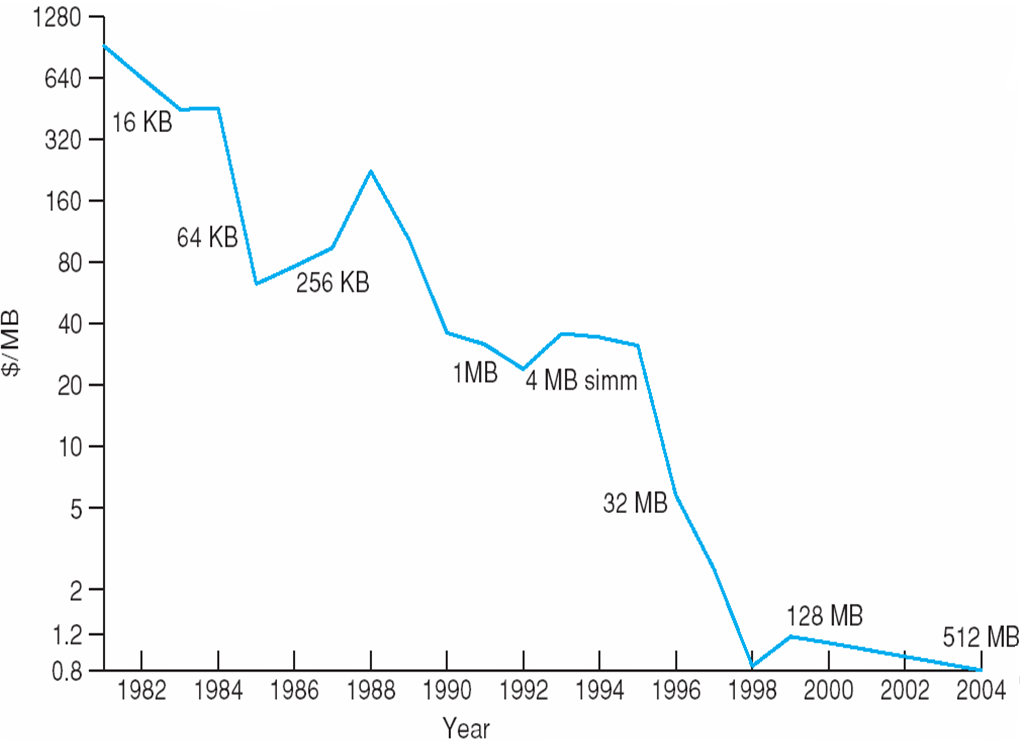 1280
640
320
160
80
40
20
10
5
2
1.2
0.8
$/MB
16 KB
64 KB
256 KB
1MB
4 MB simm
32 MB
128 MB
512 MB
1982 1984 1986 1988 1990 1992 1994 1996 1998 2000 2002 2004
Year